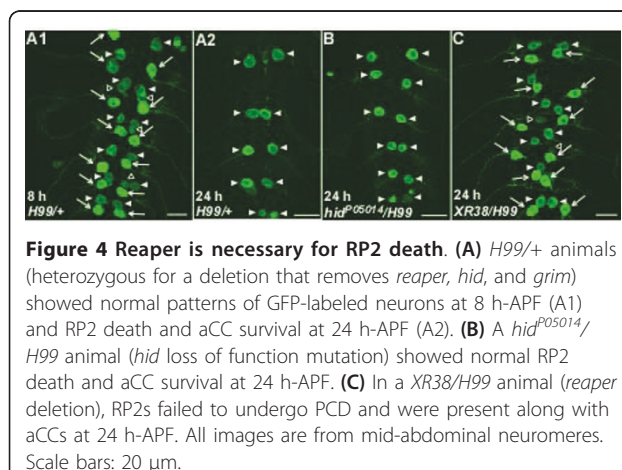 A1
A2
B
C
8 h
H99/+
24 h
H99/+
24 h
hidP05014/H99
24 h
XR38/H99
Figure 4 Reaper is necessary for RP2 death. (A) H99/+ animals
(heterozygous for a deletion that removes reaper, hid, and grim)
showed normal patterns of GFP-labeled neurons at 8 h-APF (A1)
and RP2 death and aCC survival at 24 h-APF (A2). (B) A hidP05014/
H99 animal (hid loss of function mutation) showed normal RP2
death and aCC survival at 24 h-APF. (C) In a XR38/H99 animal (reaper
deletion), RP2s failed to undergo PCD and were present along with
aCCs at 24 h-APF. All images are from mid-abdominal neuromeres.
Scale bars: 20 μm.